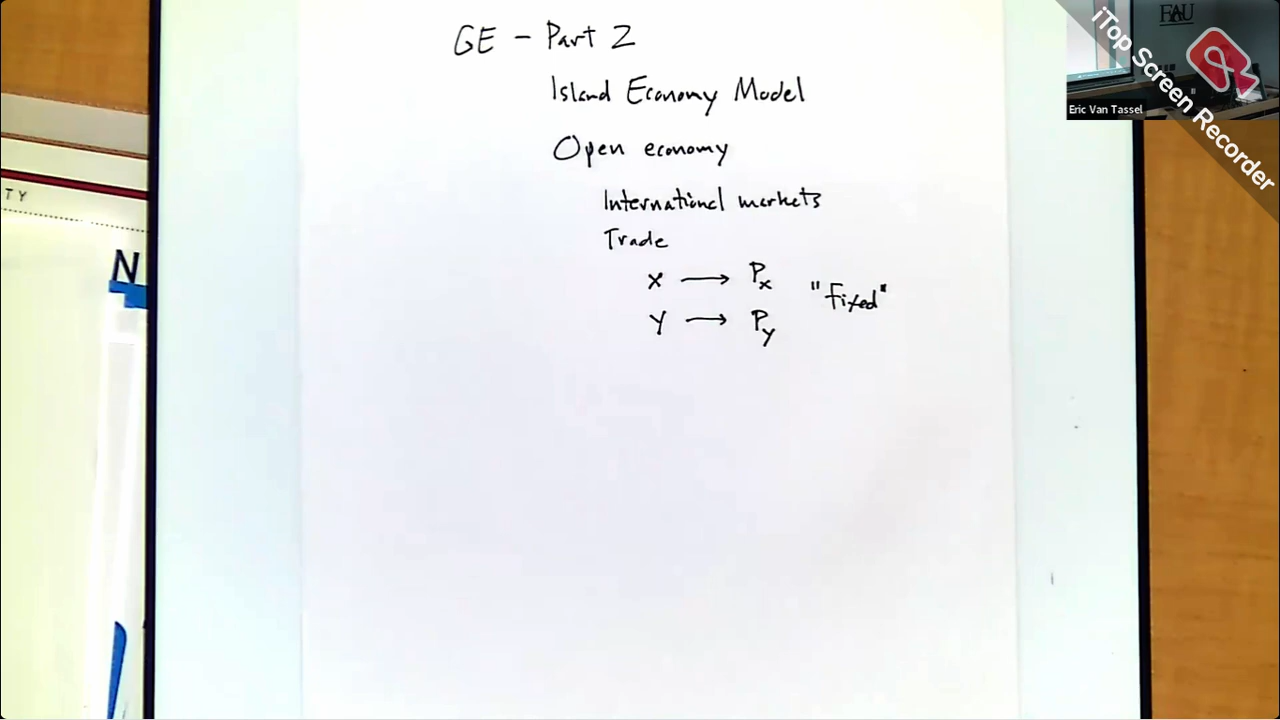 GE - Part 2
Island Economy Model
Open economy
International markets
Trade
x → Px
"fixed"
y → Py
TY
N
FAU
Eric Van Tassel
iTop Screen Recorder